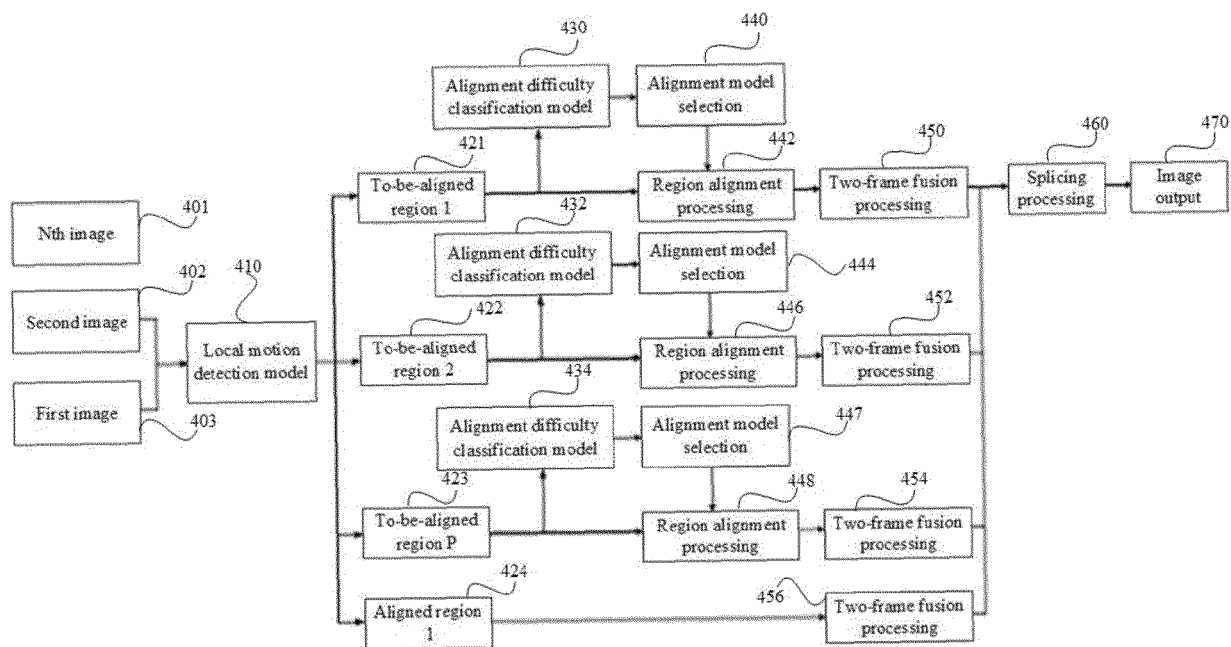 430
440
Alignment difficulty
classification model
Alignment model
selection
421
442
450
460
470
To-be-aligned
region 1
Region alignment
processing
Two-frame fusion
processing
Splicing
processing
Image
output
401
Nth image
432
Alignment difficulty
classification model
Alignment model
selection
444
402
410
Second image
422
446
452
Local motion
detection model
To-be-aligned
region 2
Region alignment
processing
Two-frame fusion
processing
First image
403
434
Alignment difficulty
classification model
Alignment model
selection
447
423
448
454
To-be-aligned
region P
Region alignment
processing
Two-frame fusion
processing
424
456
Aligned region
1
Two-frame fusion
processing